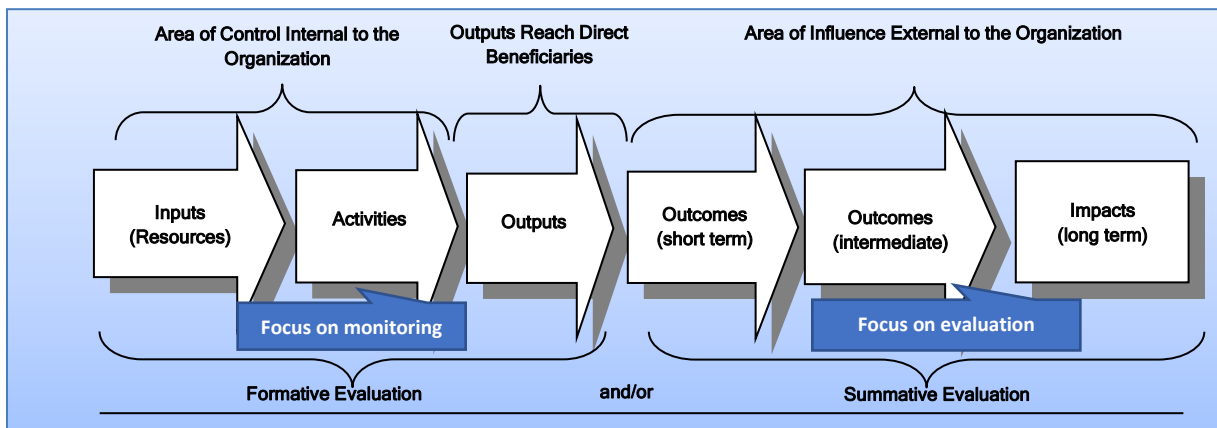 Area of Control Internal to the
Organization
Outputs Reach Direct
Beneficiaries
Area of Influence External to the Organization
Inputs
(Resources)
Activities
Outputs
Outcomes
(short term)
Outcomes
(intermediate)
Impacts
(long term)
Focus on monitoring
Focus on evaluation
Formative Evaluation
and/or
Summative Evaluation